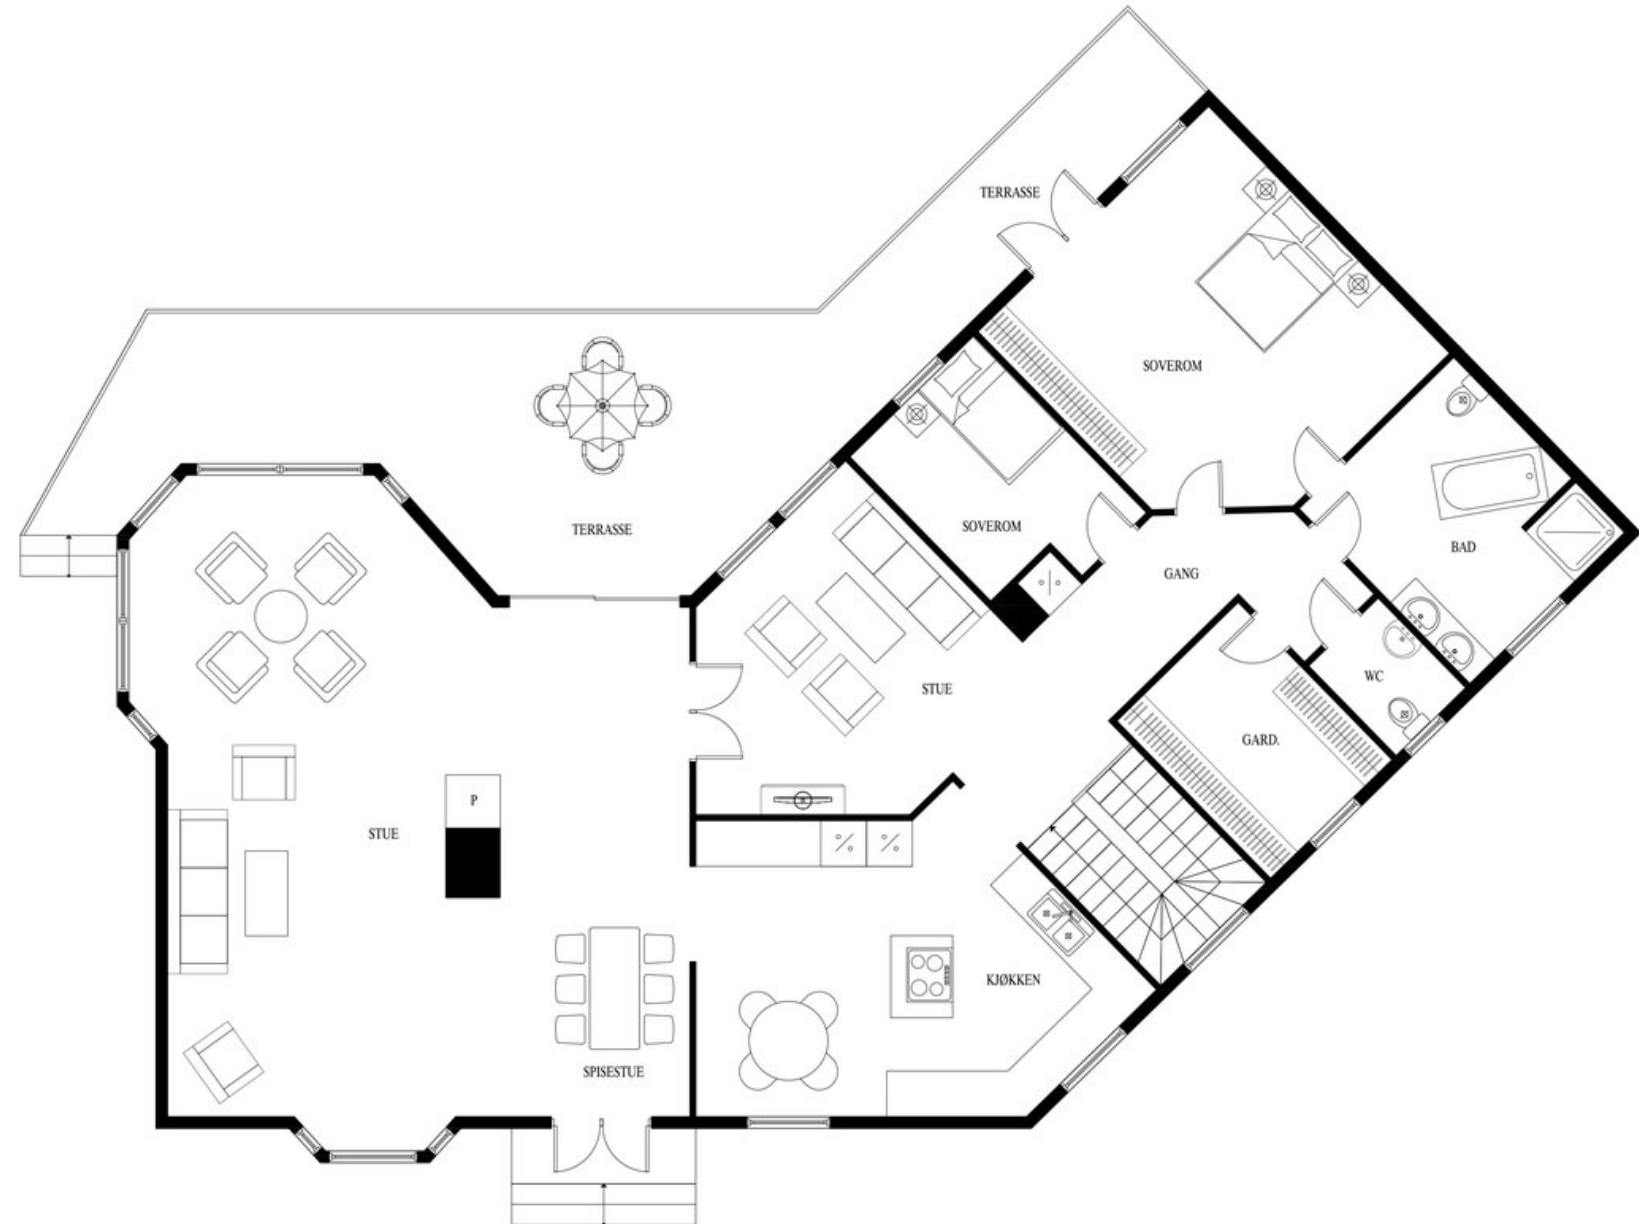 TERRASSE
SOVEROM
SOVEROM
TERRASSE
BAD
GANG
WC
STUE
GARD.
P
STUE
KJØKKEN
SPISESTUE